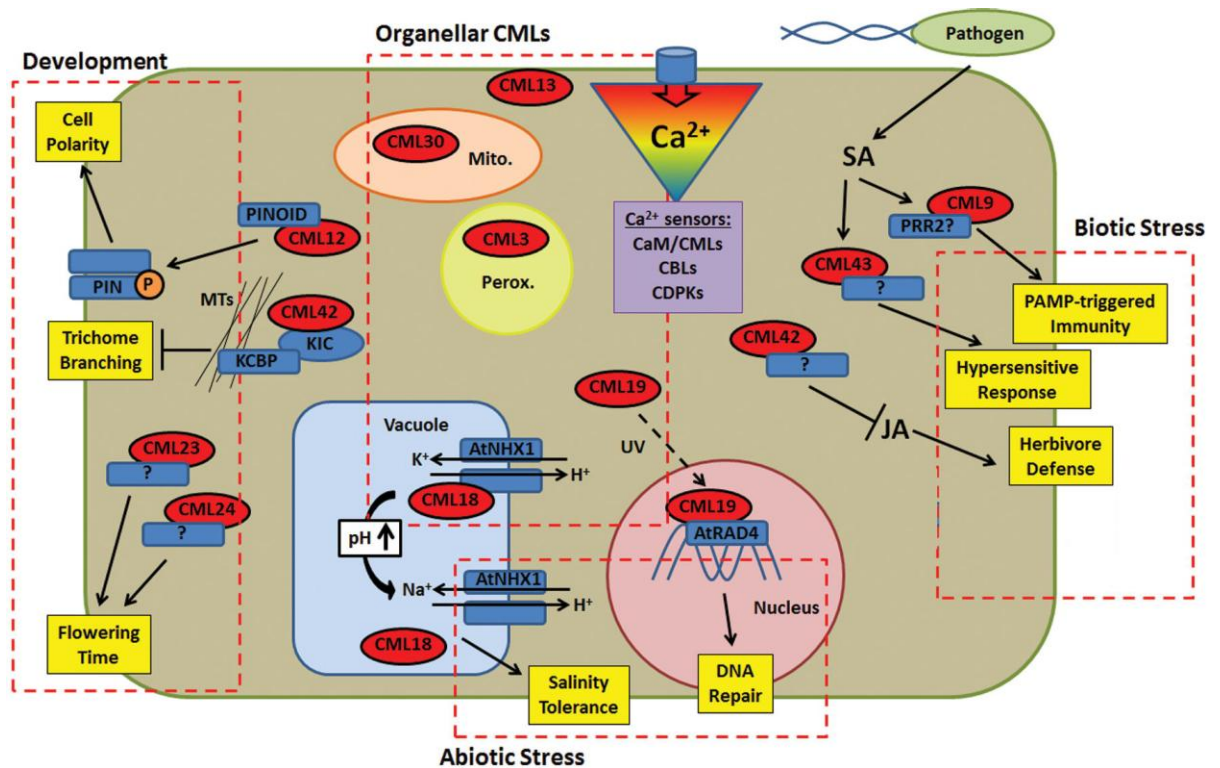 Organellar CMLs
Pathogen
Development
CML13
Cell
Polarity
CML30
Mito.
Ca²⁺
SA
PINOID
CML12
CML3
Perox.
Ca²⁺ sensors:
CaM/CMLs
CBLs
CDPKs
CML9
PRR2?
Biotic Stress
PIN
P
CML43
?
MTs
CML42
KIC
KCBP
Trichome
Branching
CML42
?
PAMP-triggered
Immunity
Hypersensitive
Response
CML19
UV
JA
Herbivore
Defense
Vacuole
AtNHX1
K⁺
H⁺
CML18
CML23
?
CML24
?
pH
CML19
AtRAD4
AtNHX1
Na⁺
H⁺
Nucleus
CML18
Flowering
Time
Salinity
Tolerance
DNA
Repair
Abiotic Stress